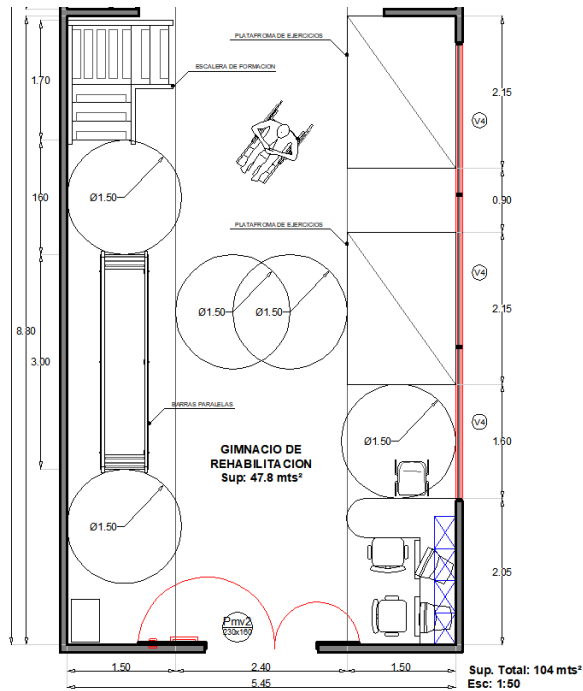 PLATAFROMA DE EJERCICIOS
ESCALERA DE FORMACION
1.70
2.15
V4
Ø1.50
160
0.90
PLATAFROMA DE EJERCICIOS
V4
2.15
Ø1.50
Ø1.50
8.80
3.00
BARRAS PARALELAS
V4
Ø1.50
1.60
GIMNACIO DE
REHABILITACION
Sup: 47.8 mts²
Ø1.50
2.05
Pmv2
230x160
1.50
2.40
1.50
5.45
Sup. Total: 104 mts²
Esc: 1:50